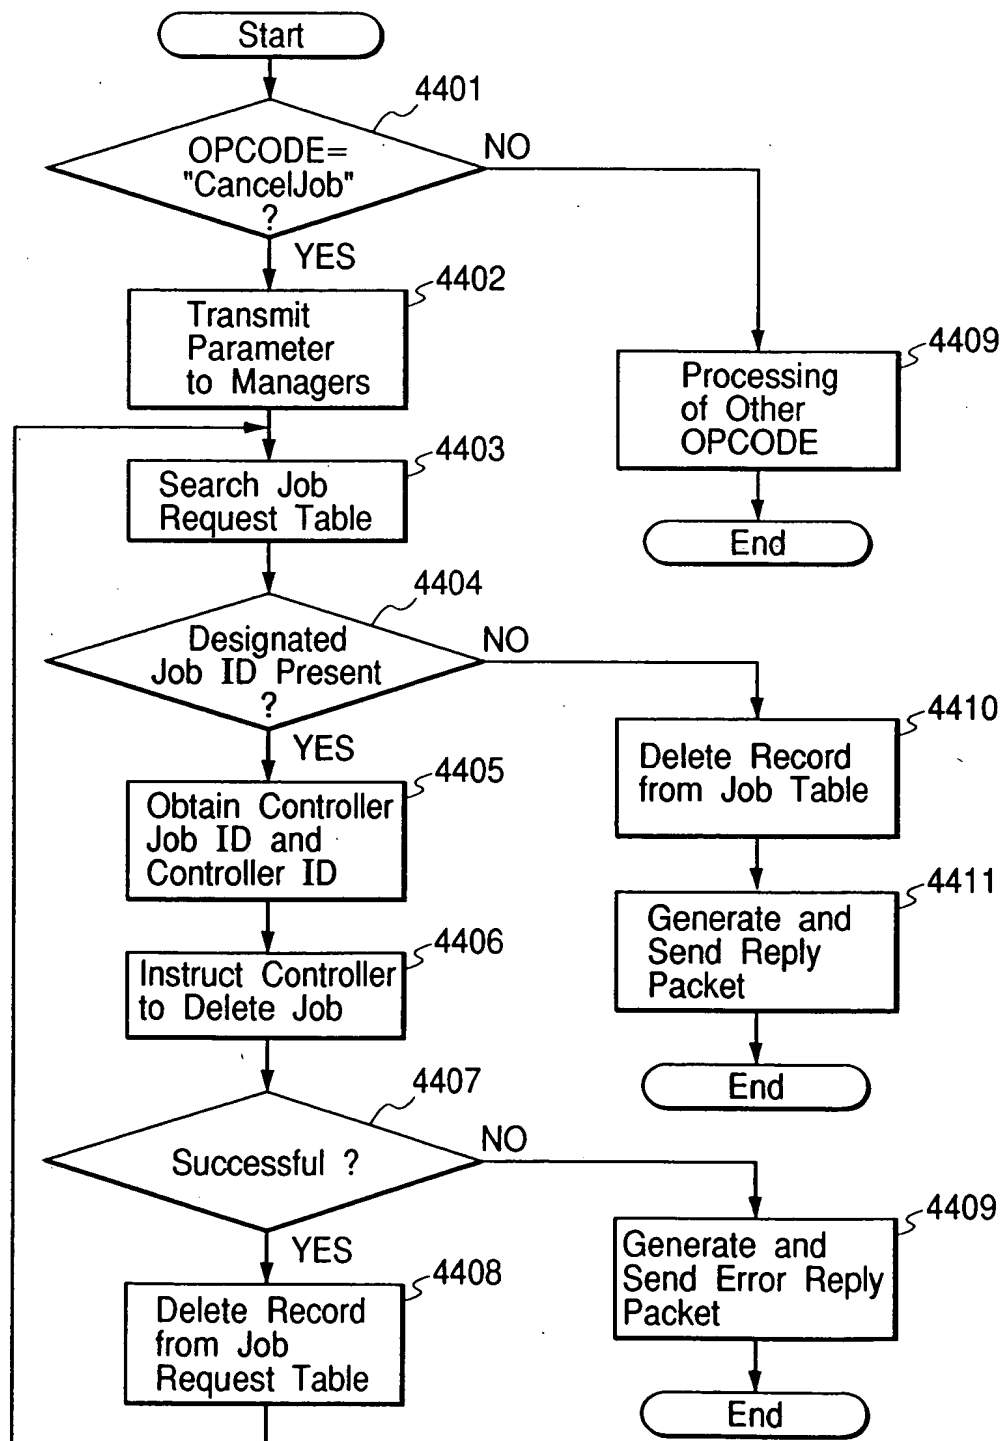 Start
4401
OPCODE=
"CancelJob"
?
NO
YES
4402
Transmit
Parameter
to Managers
4409
Processing
of Other
OPCODE
End
4403
Search Job
Request Table
4404
Designated
Job ID Present
?
NO
YES
4410
Delete Record
from Job Table
4405
Obtain Controller
Job ID and
Controller ID
4411
Generate and
Send Reply
Packet
End
4406
Instruct Controller
to Delete Job
4407
Successful ?
NO
YES
4409
Generate and
Send Error Reply
Packet
End
4408
Delete Record
from Job
Request Table